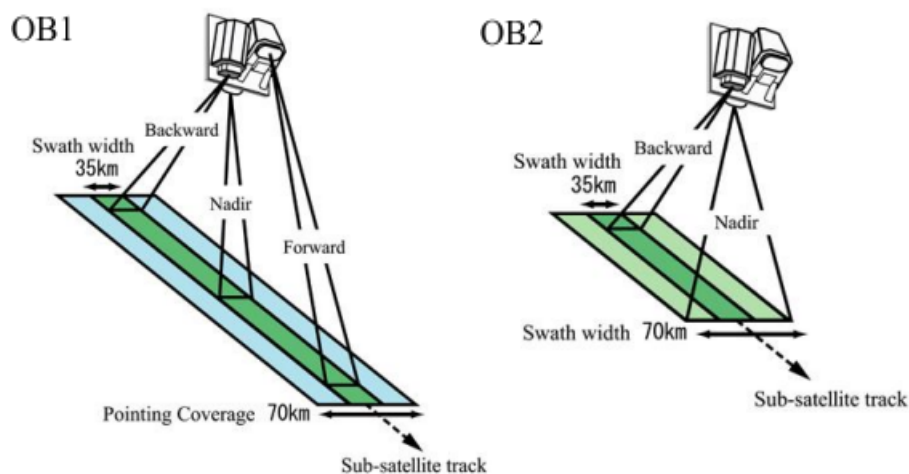 OB1
Backward
Swath width
35km
Nadir
Forward
Pointing Coverage 70km
Sub-satellite track
OB2
Backward
Swath width
35km
Nadir
Swath width 70km
Sub-satellite track